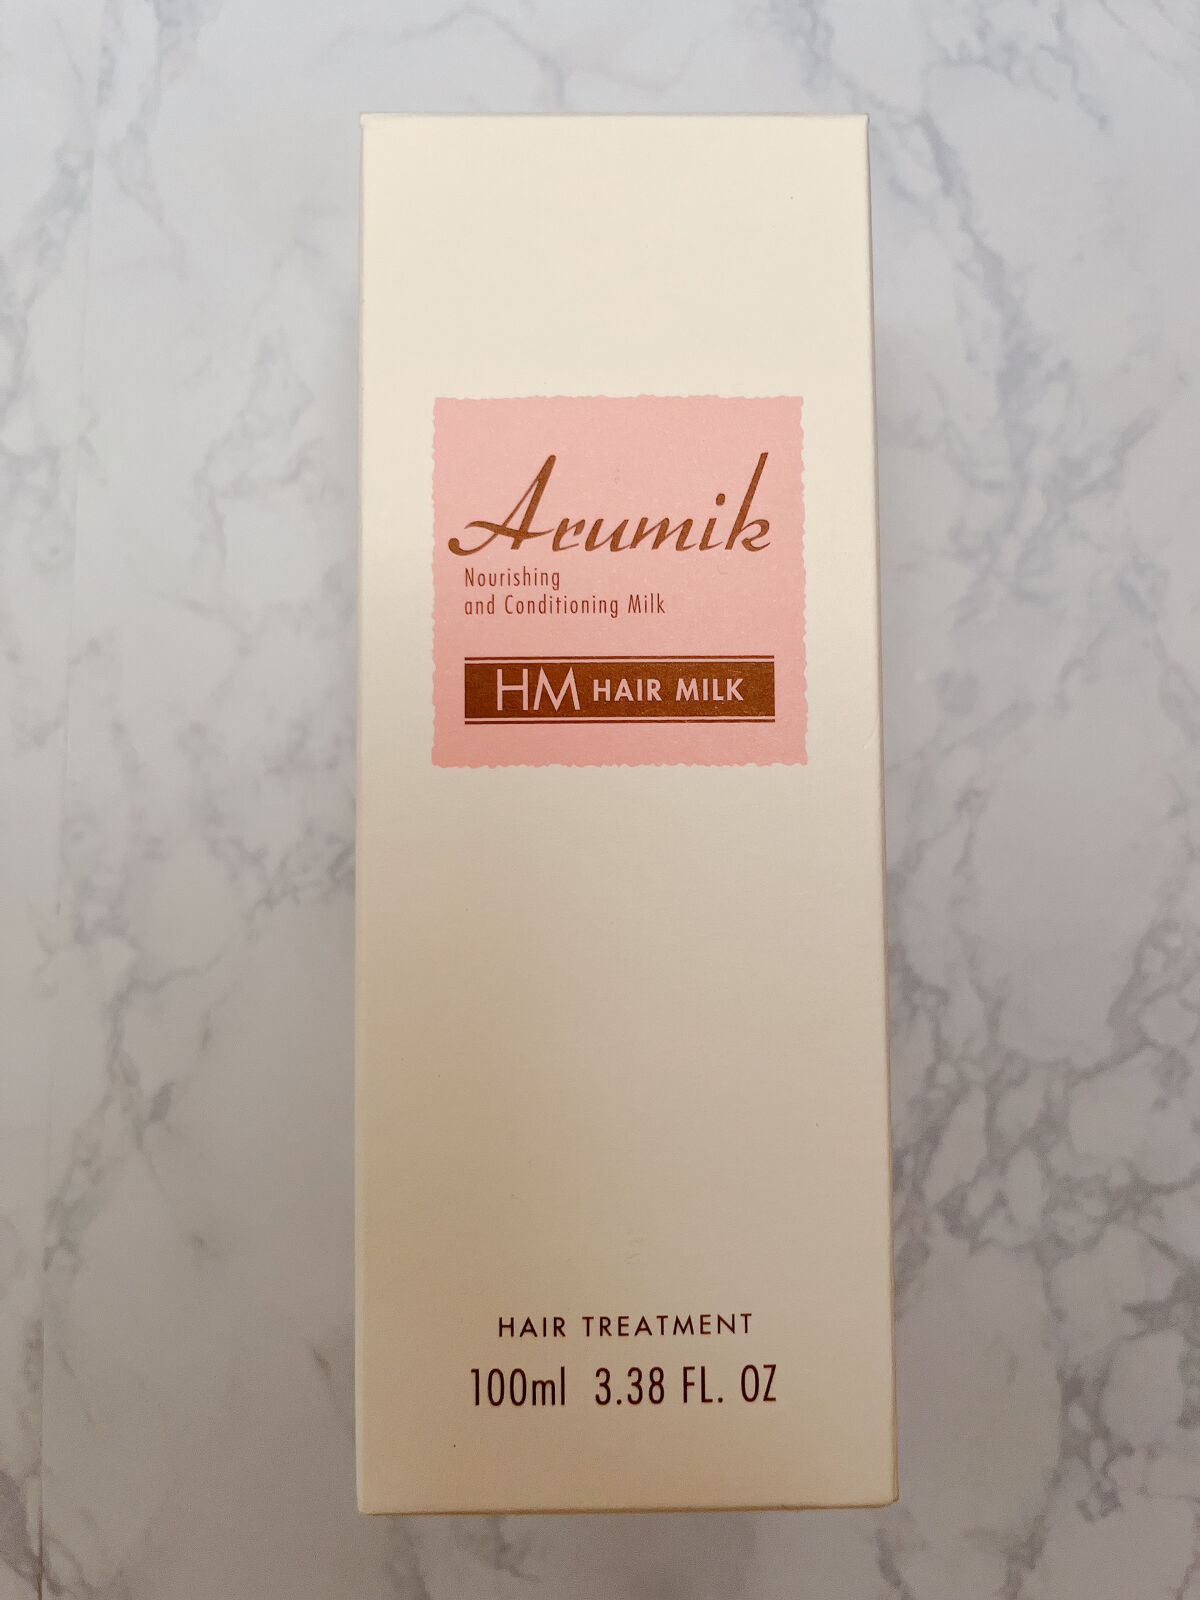 Arumik
Nourishing
and Conditioning Milk
HM HAIR MILK
HAIR TREATMENT
100ml 3.38 FL. OZ